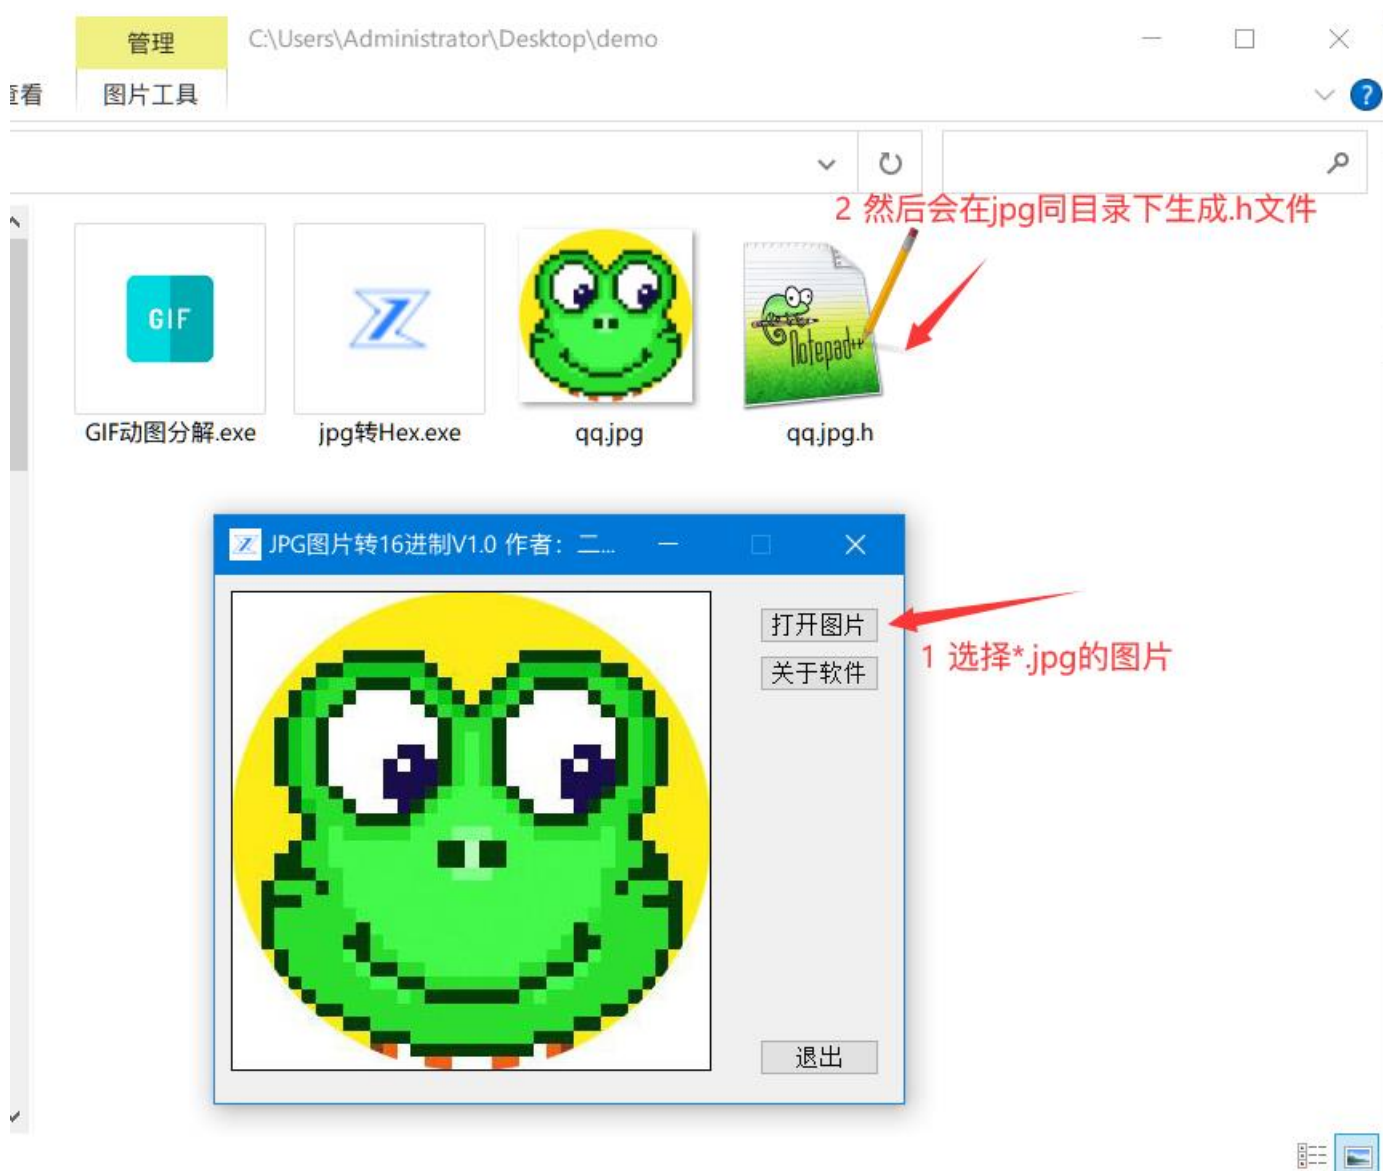 管理
C:\Users\Administrator\Desktop\demo
查看
图片工具
?
2 然后会在jpg同目录下生成.h文件
GIF
Notepad++
GIF动图分解.exe
jpg转Hex.exe
qq.jpg
qq.jpg.h
JPG图片转16进制V1.0 作者：二...
打开图片
1 选择*.jpg的图片
关于软件
退出